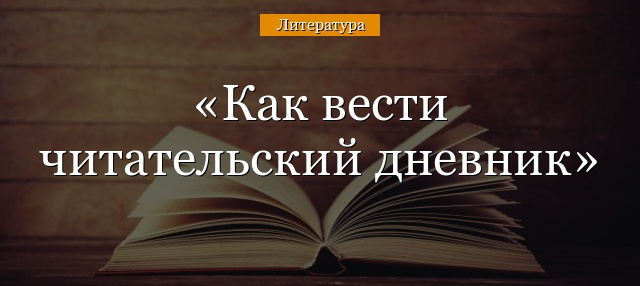 Литература
«Как вести
читательский дневник»